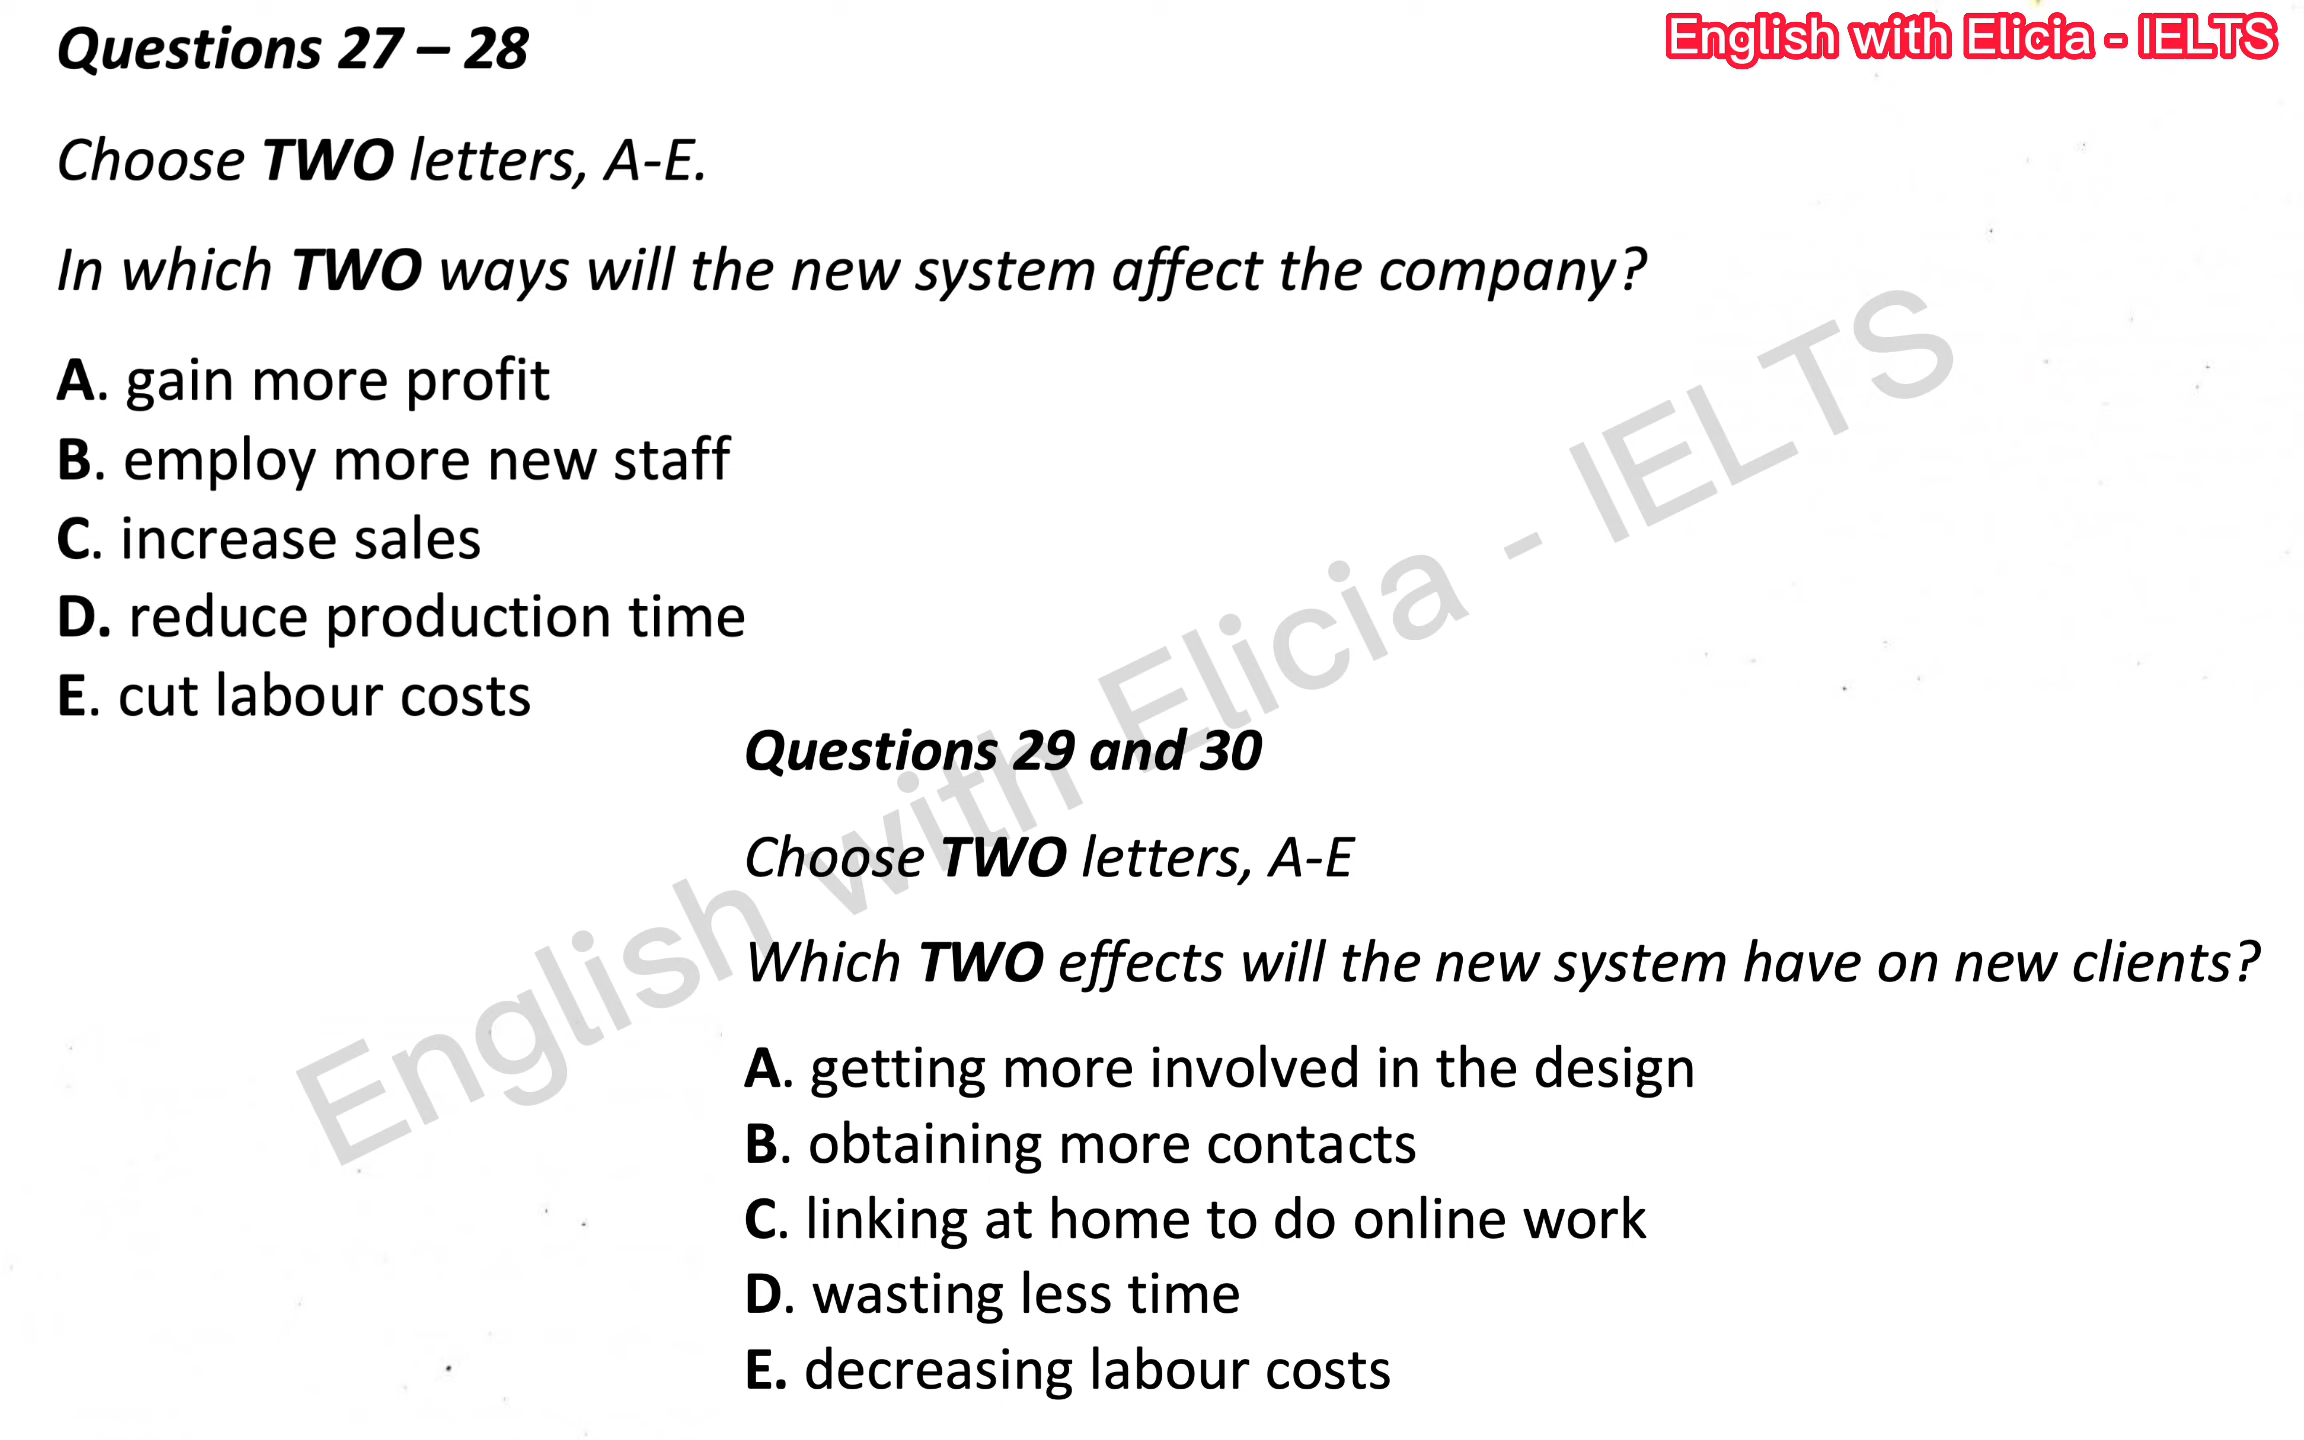 Questions 27 – 28
English with Elicia - IELTS
Choose TWO letters, A-E.
In which TWO ways will the new system affect the company?
A. gain more profit
B. employ more new staff
C. increase sales
D. reduce production time
E. cut labour costs
Questions 29 and 30
Choose TWO letters, A-E
Which TWO effects will the new system have on new clients?
A. getting more involved in the design
B. obtaining more contacts
C. linking at home to do online work
D. wasting less time
E. decreasing labour costs
English with Elicia - IELTS